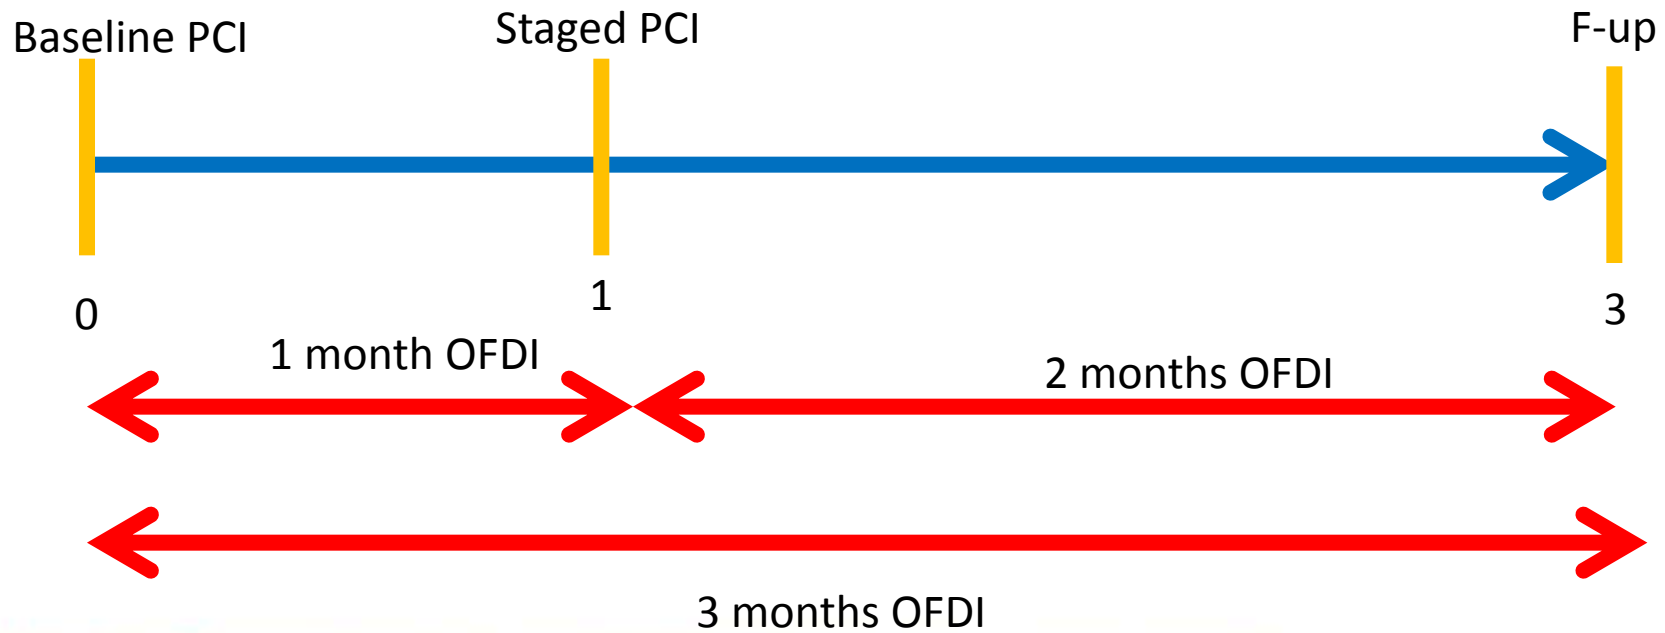 Baseline PCI
Staged PCI
F-up
0
1
3
1 month OFDI
2 months OFDI
3 months OFDI